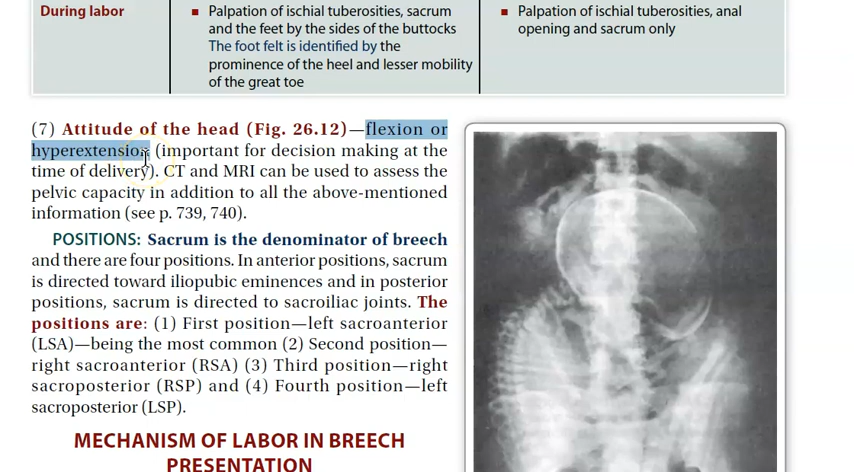 During labor
▪ Palpation of ischial tuberosities, sacrum
and the feet by the sides of the buttocks
The foot felt is identified by the
prominence of the heel and lesser mobility
of the great toe
▪ Palpation of ischial tuberosities, anal
opening and sacrum only
(7) Attitude of the head (Fig. 26.12)—flexion or
hyperextension (important for decision making at the
time of delivery). CT and MRI can be used to assess the
pelvic capacity in addition to all the above-mentioned
information (see p. 739, 740).
POSITIONS: Sacrum is the denominator of breech
and there are four positions. In anterior positions, sacrum
is directed toward iliopubic eminences and in posterior
positions, sacrum is directed to sacroiliac joints. The
positions are: (1) First position—left sacroanterior
(LSA)—being the most common (2) Second position—
right sacroanterior (RSA) (3) Third position—right
sacroposterior (RSP) and (4) Fourth position—left
sacroposterior (LSP).
MECHANISM OF LABOR IN BREECH
PRESENTATION